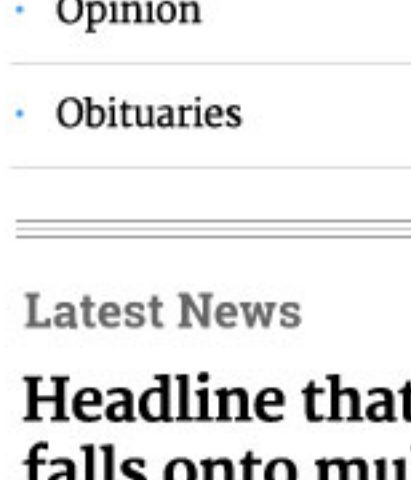 Opinion
Obituaries
Latest News
Headline that
falls onto